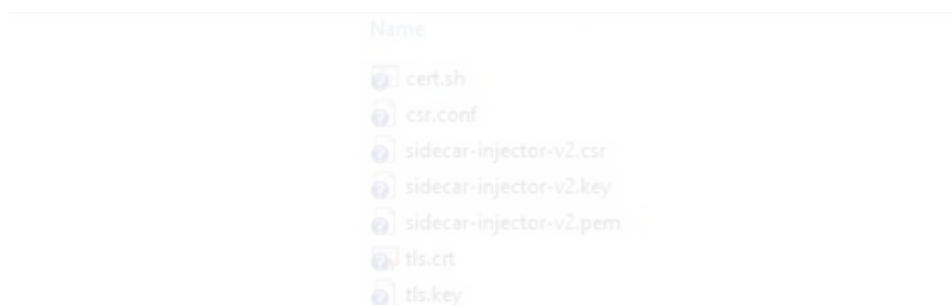 Name
cert.sh
csr.conf
sidecar-injector-v2.csr
sidecar-injector-v2.key
sidecar-injector-v2.pem
tls.crt
tls.key